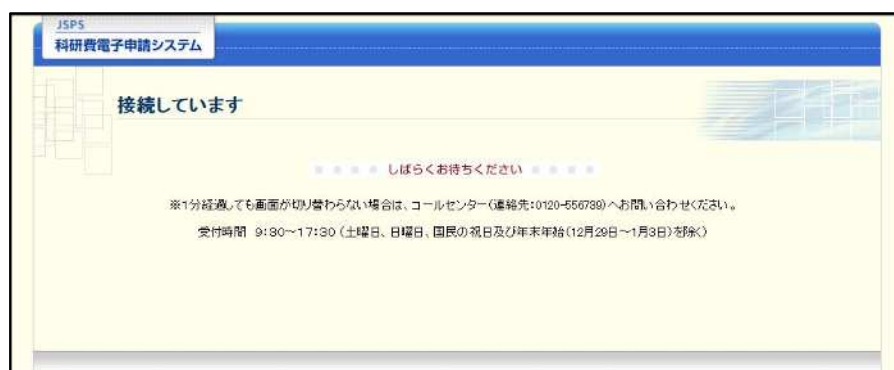 JSPS
科研費電子申請システム
接続しています
しばらくお待ちください
※1分経過しても画面が切り替わらない場合は、コールセンター(連絡先:0120-556739)へお問い合わせください。
受付時間 9:30～17:30(土曜日、日曜日、国民の祝日及び年末年始(12月29日～1月3日)を除く)